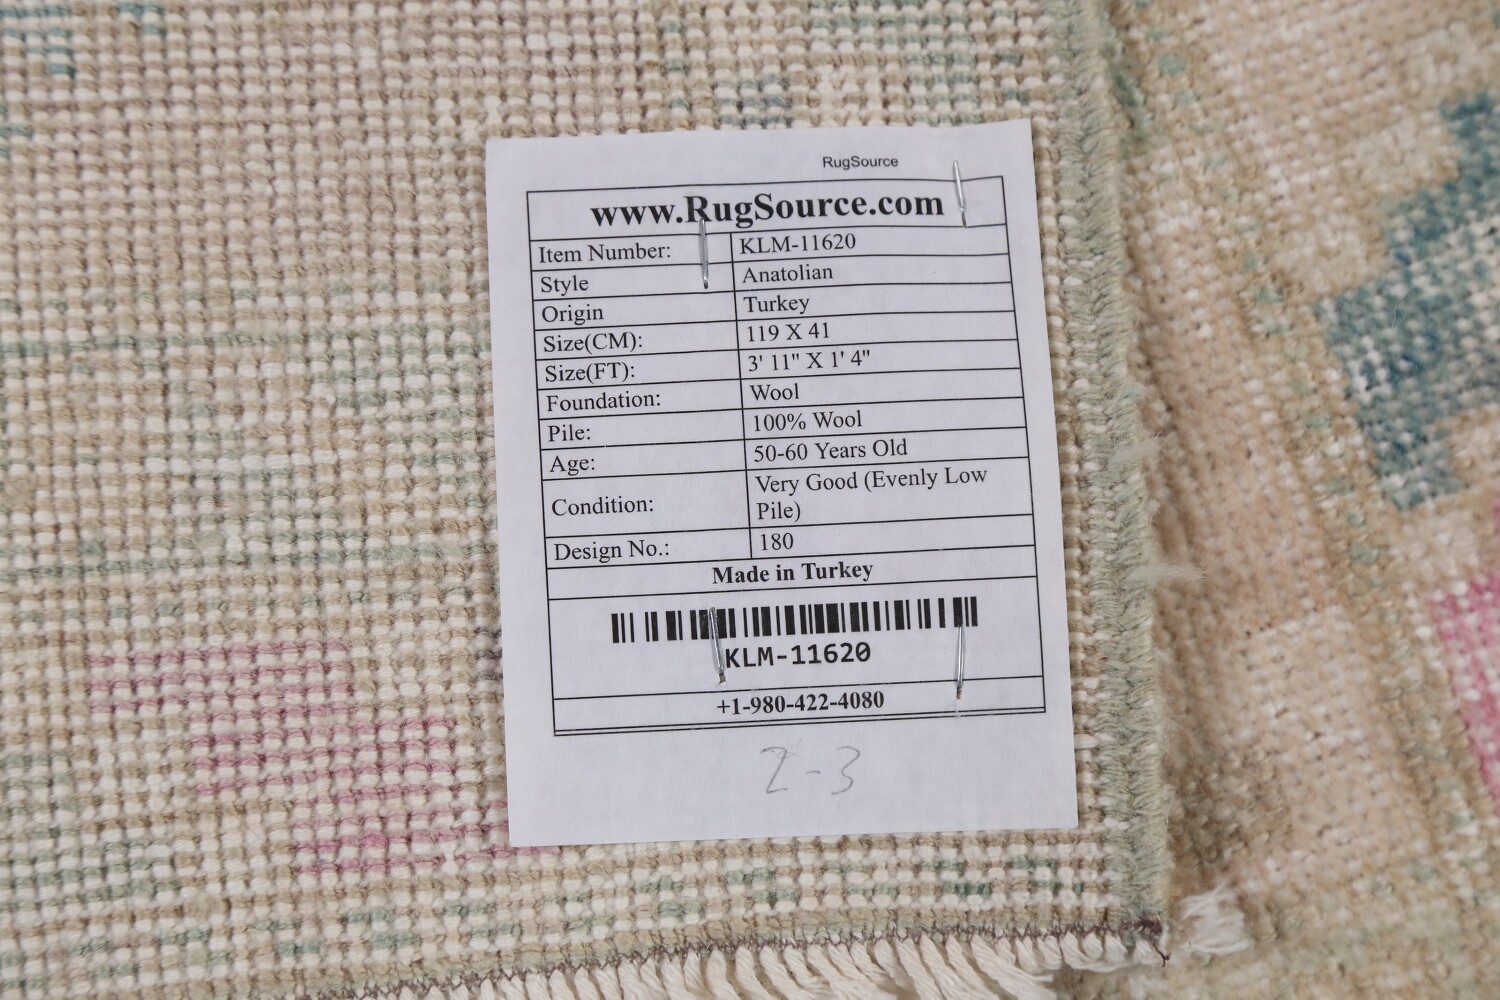 RugSource
www.RugSource.com
Item Number: KLM-11620
Style Anatolian
Origin Turkey
Size(CM): 119 X 41
Size(FT): 3' 11" X 1' 4"
Foundation: Wool
Pile: 100% Wool
Age: 50-60 Years Old
Condition: Very Good (Evenly Low
Pile)
Design No.: 180
Made in Turkey
KLM-11620
+1-980-422-4080
2-3